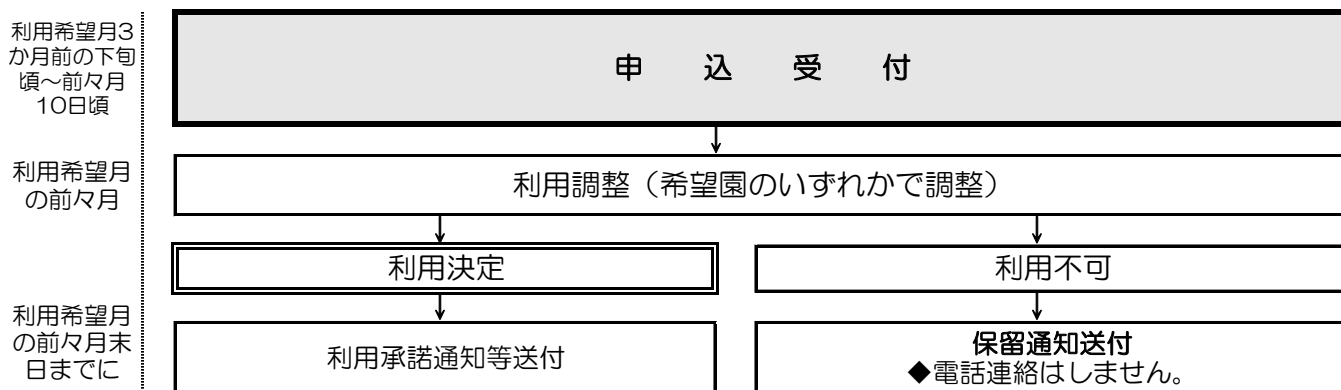 利用希望月3
か月前の下旬
頃～前々月
10日頃
申　込　受　付
利用希望月
の前々月
利用調整（希望園のいずれかで調整）
利用決定
利用不可
利用希望月
の前々月末
日までに
利用承諾通知等送付
保留通知送付
◆電話連絡はしません。